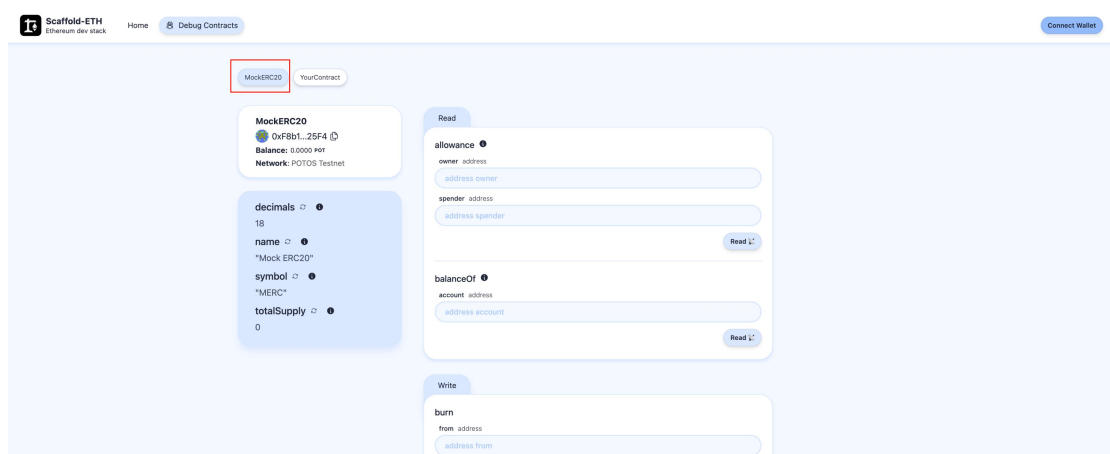 Scaffold-ETH
Ethereum dev stack
Home
Debug Contracts
Connect Wallet
MockERC20
YourContract
MockERC20
0xF8b1...25F4
Balance: 0.0000 POT
Network: POTOS Testnet
decimals
18
name
"Mock ERC20"
symbol
"MERC"
totalSupply
0
Read
allowance
owner address
address owner
spender address
address spender
Read
balanceOf
account address
address account
Read
Write
burn
from address
address from